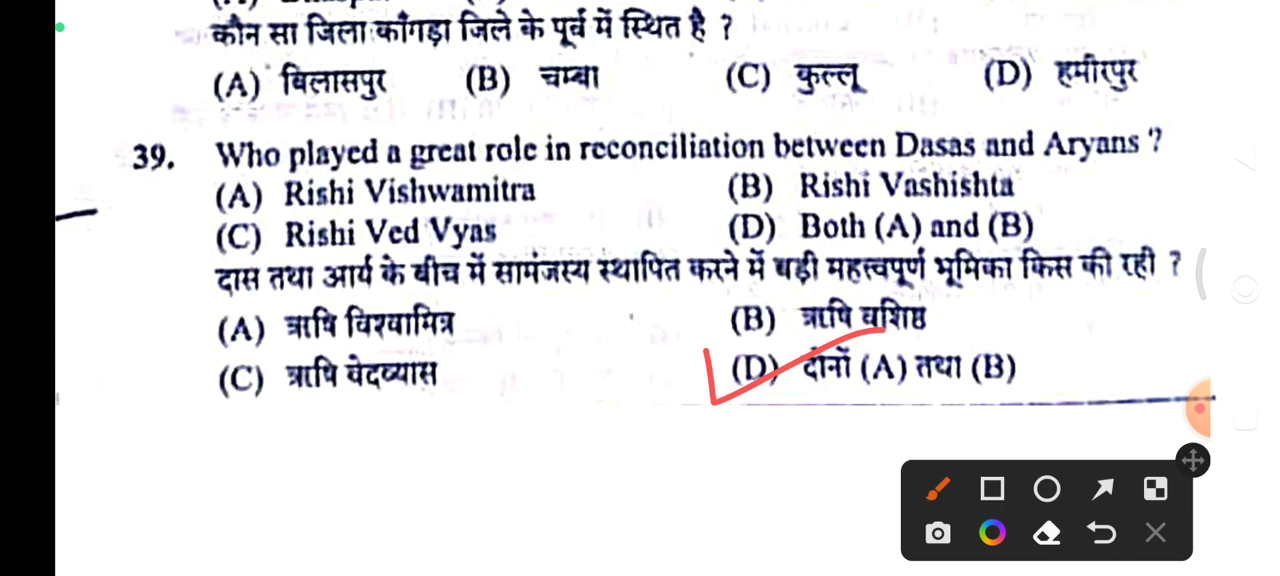 कौन सा जिला काँगड़ा जिले के पूर्व में स्थित है ?
(A) बिलासपुर (B) चम्बा (C) कुल्लू (D) हमीरपुर
39. Who played a great role in reconciliation between Dasas and Aryans ?
(A) Rishi Vishwamitra (B) Rishi Vashishta
(C) Rishi Ved Vyas (D) Both (A) and (B)
दास तथा आर्य के बीच में सामंजस्य स्थापित करने में बड़ी महत्त्वपूर्ण भूमिका किस की रही ?
(A) ऋषि विश्वामित्र (B) ऋषि वशिष्ठ
(C) ऋषि वेदव्यास (D) दोनों (A) तथा (B)